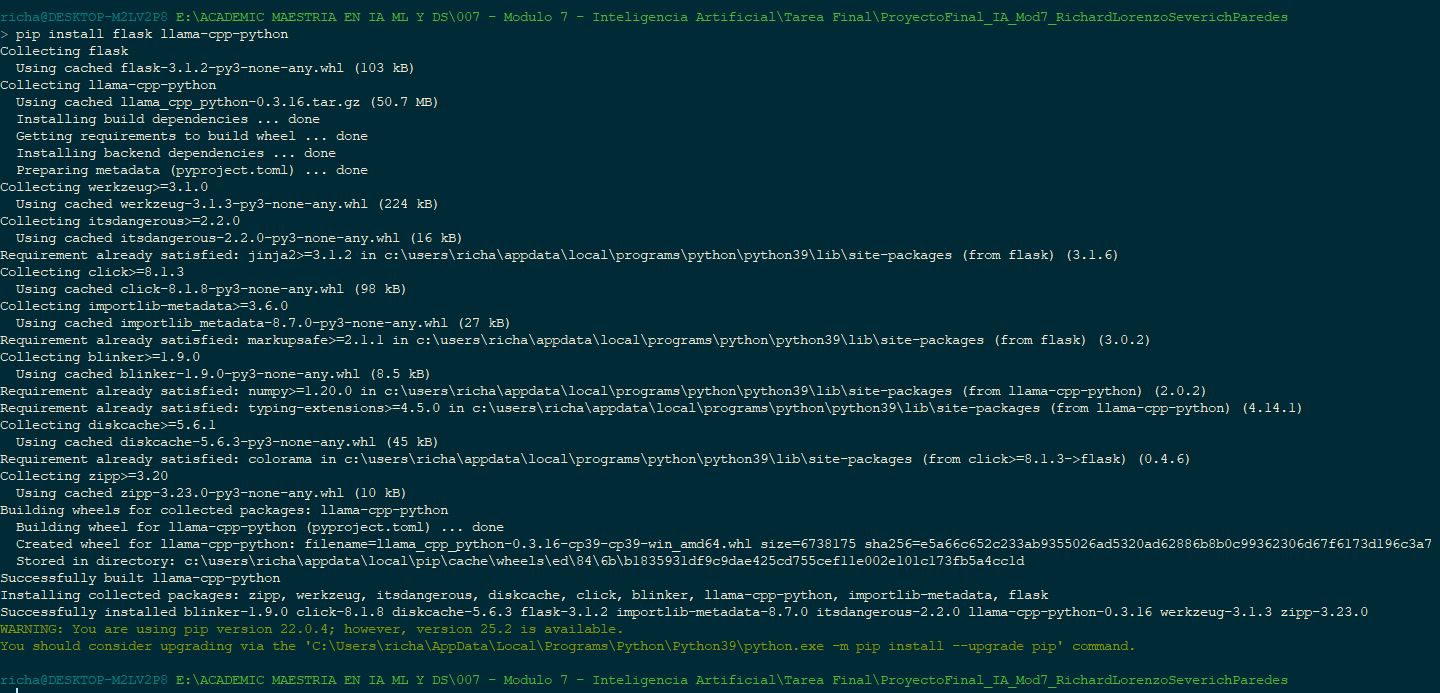 richa@DESKTOP-M2LV2P8 E:\ACADEMIC MAESTRIA EN IA ML Y DS\007 - Modulo 7 - Inteligencia Artificial\Tarea Final\ProyectoFinal_IA_Mod7_RichardLorenzoSeverichParedes
> pip install flask llama-cpp-python
Collecting flask
  Using cached flask-3.1.2-py3-none-any.whl (103 kB)
Collecting llama-cpp-python
  Using cached llama_cpp_python-0.3.16.tar.gz (50.7 MB)
  Installing build dependencies ... done
  Getting requirements to build wheel ... done
  Installing backend dependencies ... done
  Preparing metadata (pyproject.toml) ... done
Collecting werkzeug>=3.1.0
  Using cached werkzeug-3.1.3-py3-none-any.whl (224 kB)
Collecting itsdangerous>=2.2.0
  Using cached itsdangerous-2.2.0-py3-none-any.whl (16 kB)
Requirement already satisfied: jinja2>=3.1.2 in c:\users\richa\appdata\local\programs\python\python39\lib\site-packages (from flask) (3.1.6)
Collecting click>=8.1.3
  Using cached click-8.1.8-py3-none-any.whl (98 kB)
Collecting importlib-metadata>=3.6.0
  Using cached importlib_metadata-8.7.0-py3-none-any.whl (27 kB)
Requirement already satisfied: markupsafe>=2.1.1 in c:\users\richa\appdata\local\programs\python\python39\lib\site-packages (from flask) (3.0.2)
Collecting blinker>=1.9.0
  Using cached blinker-1.9.0-py3-none-any.whl (8.5 kB)
Requirement already satisfied: numpy>=1.20.0 in c:\users\richa\appdata\local\programs\python\python39\lib\site-packages (from llama-cpp-python) (2.0.2)
Requirement already satisfied: typing-extensions>=4.5.0 in c:\users\richa\appdata\local\programs\python\python39\lib\site-packages (from llama-cpp-python) (4.14.1)
Collecting diskcache>=5.6.1
  Using cached diskcache-5.6.3-py3-none-any.whl (45 kB)
Requirement already satisfied: colorama in c:\users\richa\appdata\local\programs\python\python39\lib\site-packages (from click>=8.1.3->flask) (0.4.6)
Collecting zipp>=3.20
  Using cached zipp-3.23.0-py3-none-any.whl (10 kB)
Building wheels for collected packages: llama-cpp-python
  Building wheel for llama-cpp-python (pyproject.toml) ... done
  Created wheel for llama-cpp-python: filename=llama_cpp_python-0.3.16-cp39-cp39-win_amd64.whl size=6738175 sha256=e5a66c652c233ab9355026ad5320ad62886b8b0c99362306d67f6173d196c3a7
  Stored in directory: c:\users\richa\appdata\local\pip\cache\wheels\ed\84\6b\b1835931df9c9dae425cd755cef11e002e101c173fb5a4cc1d
Successfully built llama-cpp-python
Installing collected packages: zipp, werkzeug, itsdangerous, diskcache, click, blinker, llama-cpp-python, importlib-metadata, flask
Successfully installed blinker-1.9.0 click-8.1.8 diskcache-5.6.3 flask-3.1.2 importlib-metadata-8.7.0 itsdangerous-2.2.0 llama-cpp-python-0.3.16 werkzeug-3.1.3 zipp-3.23.0
WARNING: You are using pip version 22.0.4; however, version 25.2 is available.
You should consider upgrading via the 'C:\Users\richa\AppData\Local\Programs\Python\Python39\python.exe -m pip install --upgrade pip' command.
richa@DESKTOP-M2LV2P8 E:\ACADEMIC MAESTRIA EN IA ML Y DS\007 - Modulo 7 - Inteligencia Artificial\Tarea Final\ProyectoFinal_IA_Mod7_RichardLorenzoSeverichParedes